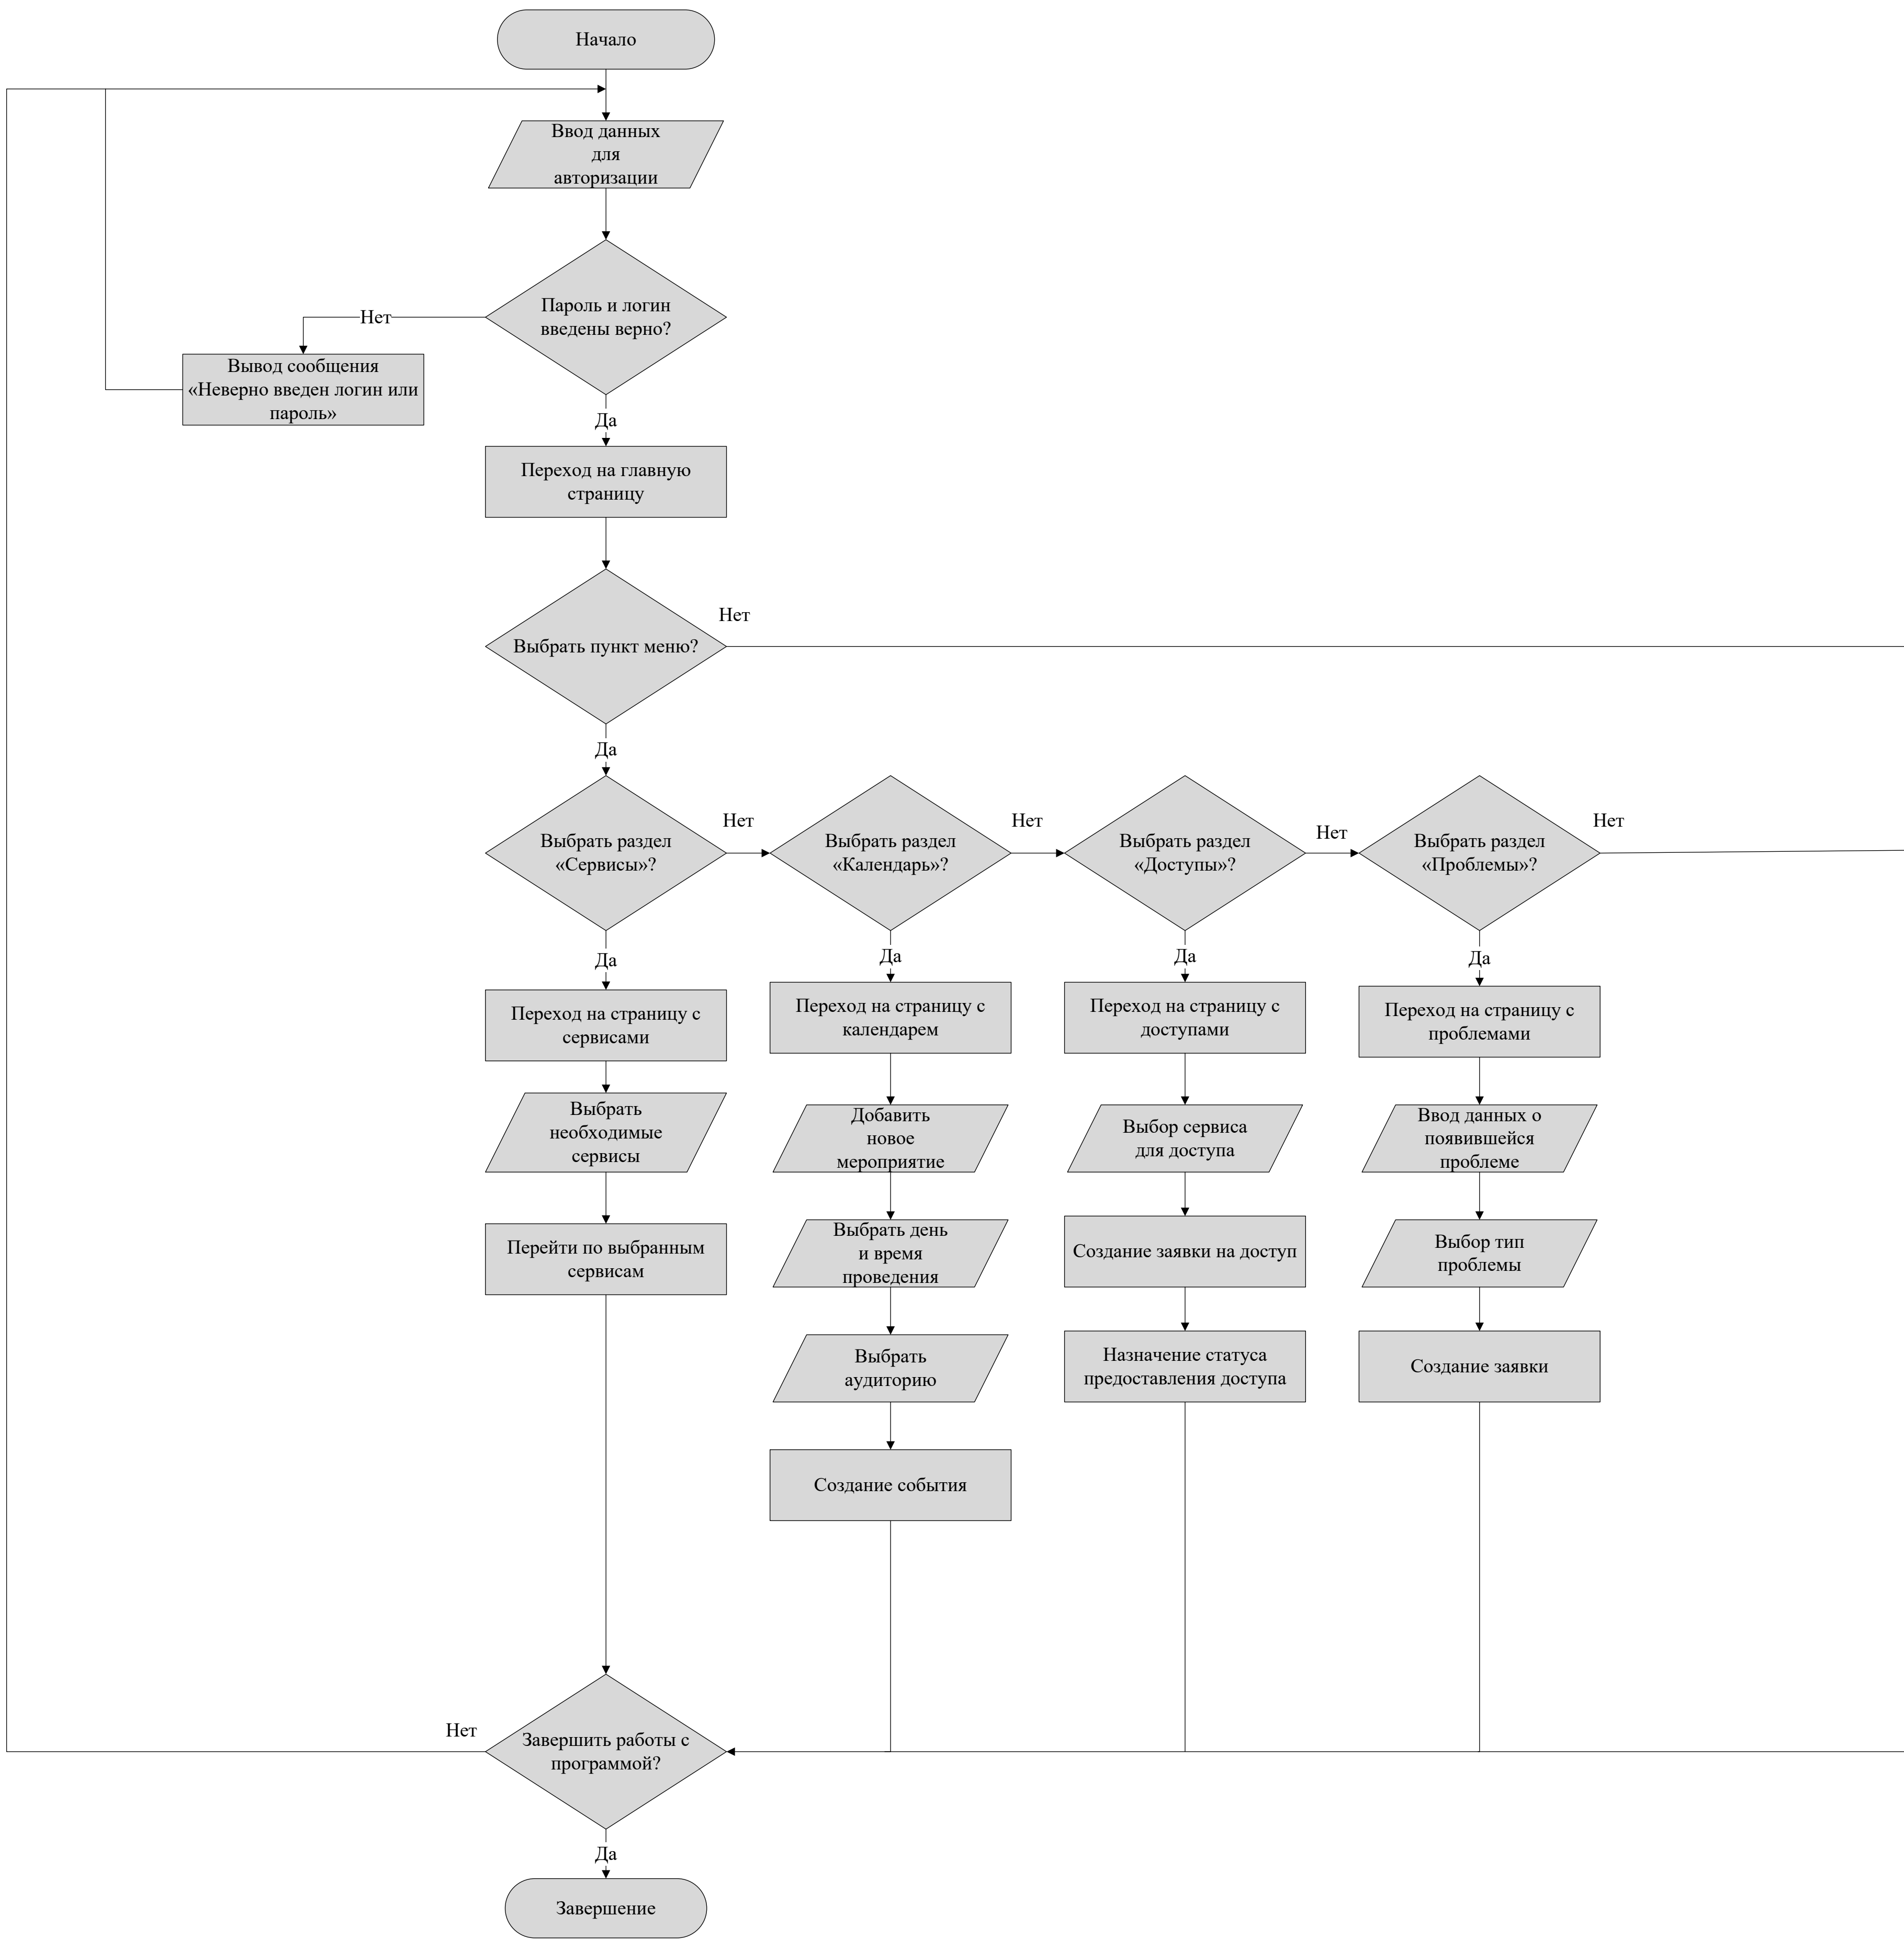 Начало
Ввод данных
для
авторизации
Пароль и логин
введены верно?
Нет
Вывод сообщения
«Неверно введен логин или
пароль»
Да
Переход на главную
страницу
Выбрать пункт меню?
Нет
Да
Выбрать раздел
«Сервисы»?
Нет
Выбрать раздел
«Календарь»?
Нет
Выбрать раздел
«Доступы»?
Нет
Выбрать раздел
«Проблемы»?
Нет
Да
Переход на страницу с
сервисами
Выбрать
необходимые
сервисы
Перейти по выбранным
сервисам
Да
Переход на страницу с
календарем
Добавить
новое
мероприятие
Выбрать день
и время
проведения
Выбрать
аудиторию
Создание события
Да
Переход на страницу с
доступами
Выбор сервиса
для доступа
Создание заявки на доступ
Назначение статуса
предоставления доступа
Да
Переход на страницу с
проблемами
Ввод данных о
появившейся
проблеме
Выбор тип
проблемы
Создание заявки
Нет
Завершить работы с
программой?
Да
Завершение